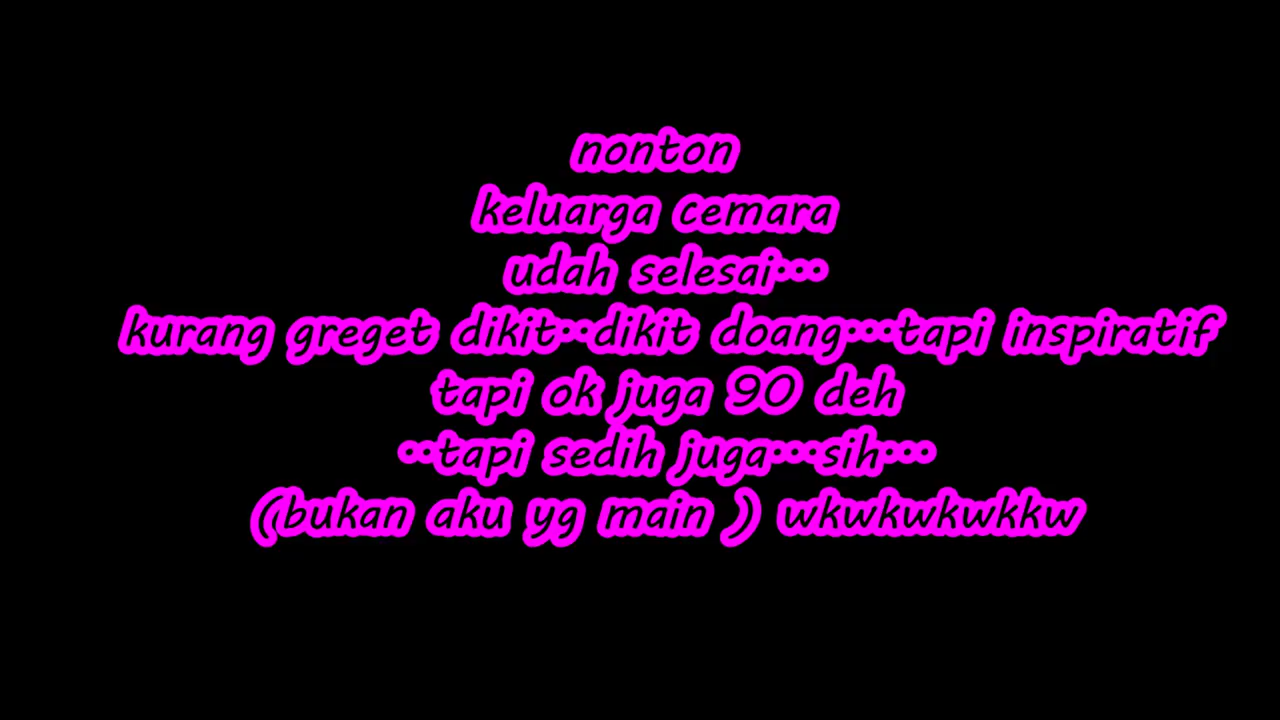 nonton
keluarga cemara
udah selesai•••
kurang greget dikit••dikit doang•••tapi inspiratif
tapi ok juga 90 deh
••tapi sedih juga•••sih•••
(bukan aku yg main ) wkwkwkwkkw